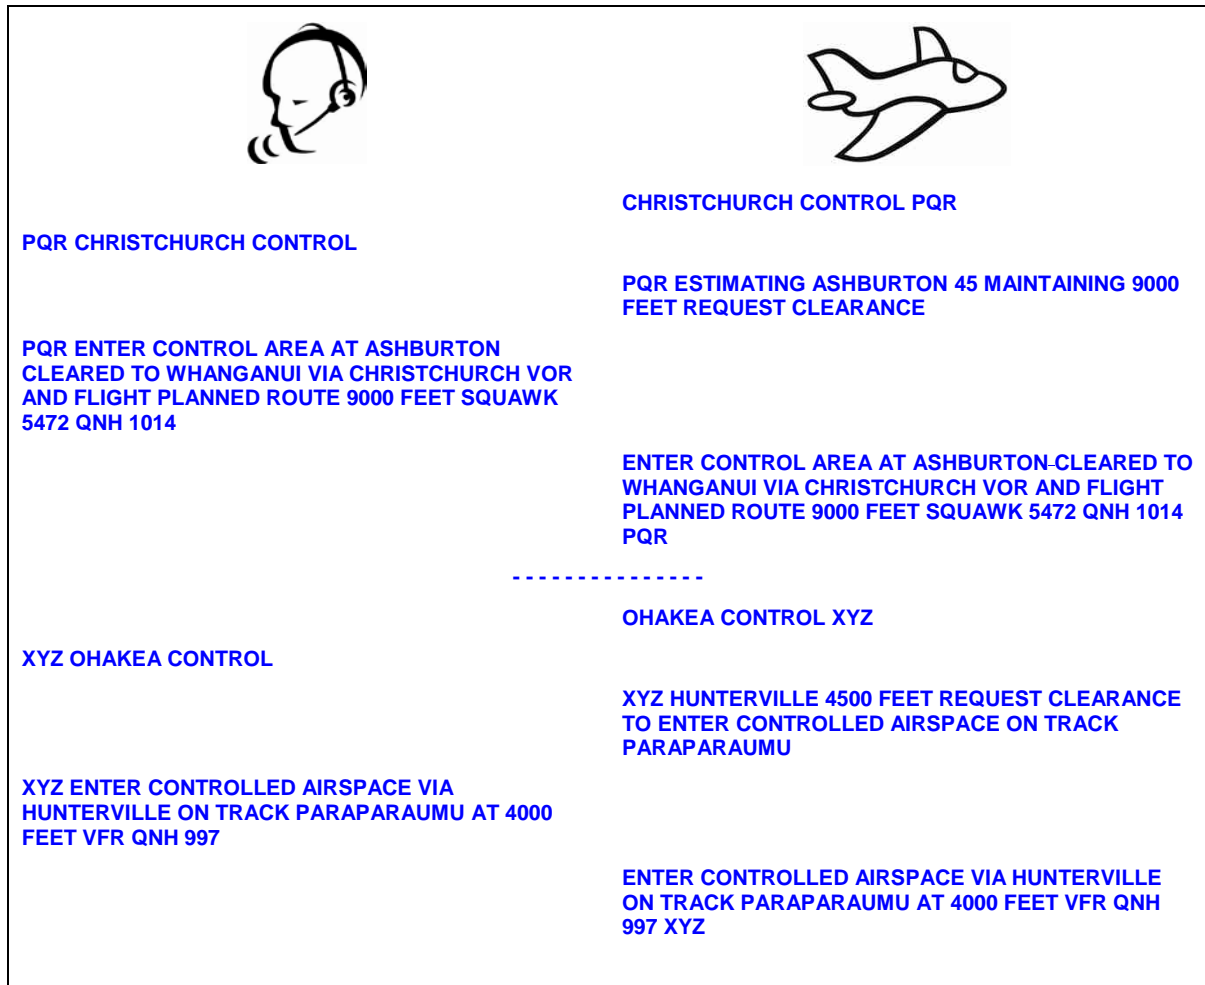 CHRISTCHURCH CONTROL PQR
PQR CHRISTCHURCH CONTROL
PQR ESTIMATING ASHBURTON 45 MAINTAINING 9000
FEET REQUEST CLEARANCE
PQR ENTER CONTROL AREA AT ASHBURTON
CLEARED TO WHANGANUI VIA CHRISTCHURCH VOR
AND FLIGHT PLANNED ROUTE 9000 FEET SQUAWK
5472 QNH 1014
ENTER CONTROL AREA AT ASHBURTON-CLEARED TO
WHANGANUI VIA CHRISTCHURCH VOR AND FLIGHT
PLANNED ROUTE 9000 FEET SQUAWK 5472 QNH 1014
PQR
- - - - - - - - - - - - - - -
OHAKEA CONTROL XYZ
XYZ OHAKEA CONTROL
XYZ HUNTERVILLE 4500 FEET REQUEST CLEARANCE
TO ENTER CONTROLLED AIRSPACE ON TRACK
PARAPARAUMU
XYZ ENTER CONTROLLED AIRSPACE VIA
HUNTERVILLE ON TRACK PARAPARAUMU AT 4000
FEET VFR QNH 997
ENTER CONTROLLED AIRSPACE VIA HUNTERVILLE
ON TRACK PARAPARAUMU AT 4000 FEET VFR QNH
997 XYZ